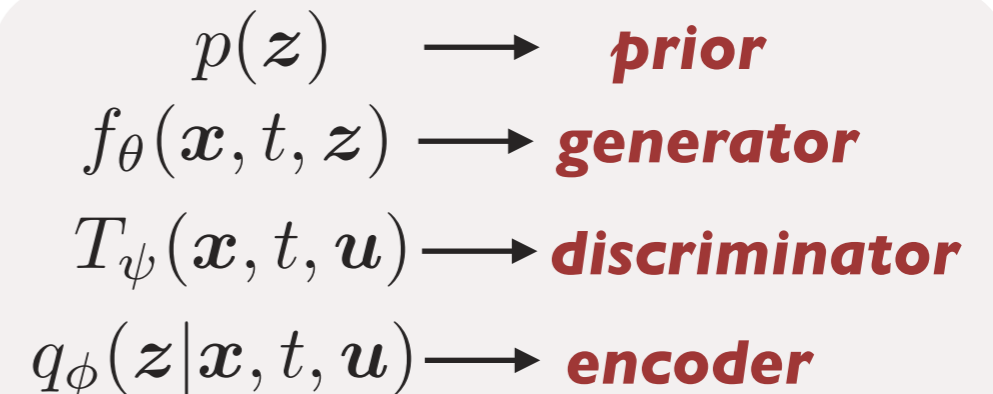 p(z) → prior
f_θ(x, t, z) → generator
T_ψ(x, t, u) → discriminator
q_ϕ(z|x, t, u) → encoder